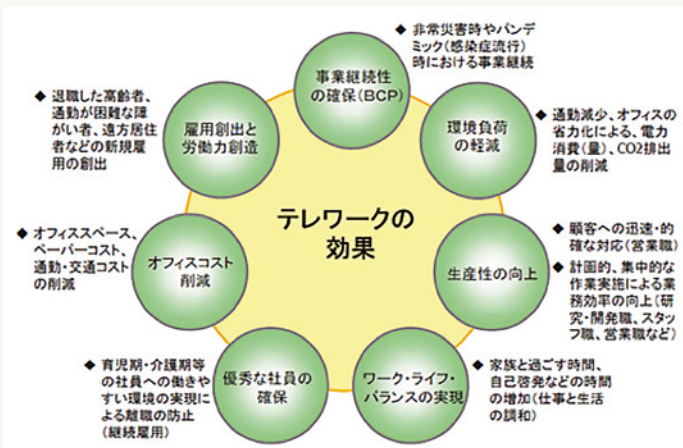 テレワークの
効果
事業継続性
の確保(BCP)
◆ 非常災害時やパンデ
ミック(感染症流行)
時における事業継続
環境負荷
の軽減
◆ 通勤減少、オフィスの
省力化による、電力
消費(量)、CO2排出
量の削減
生産性の向上
◆ 顧客への迅速・的
確な対応(営業職)
◆ 計画的、集中的な
作業実施による業
務効率の向上(研
究・開発職、スタッ
フ職、営業職など)
ワーク・ライフ・
バランスの実現
◆ 家族と過ごす時間、
自己啓発などの時間
の増加(仕事と生活
の調和)
優秀な社員の
確保
◆ 育児期・介護期等
の社員への働きや
すい環境の実現に
よる離職の防止
(継続雇用)
オフィスコスト
削減
◆ オフィススペース、
ペーパーコスト、
通勤・交通コスト
の削減
雇用創出と
労働力創造
◆ 退職した高齢者、
通勤が困難な障
がい者、遠方居住
者などの新規雇
用の創出